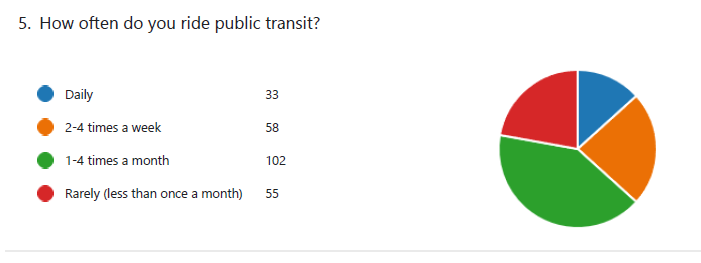 5. How often do you ride public transit?
Daily 33
2-4 times a week 58
1-4 times a month 102
Rarely (less than once a month) 55